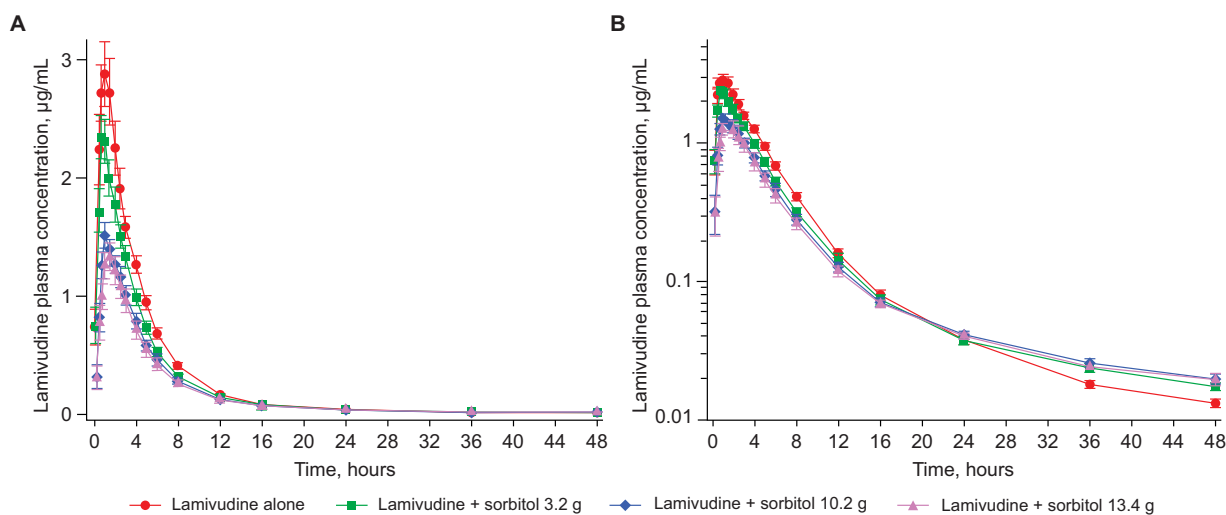 A
Lamivudine plasma concentration, µg/mL
3
2
1
0
0 4 8 12 16 20 24 28 32 36 40 44 48
Time, hours
B
Lamivudine plasma concentration, µg/mL
1
0.1
0.01
0 4 8 12 16 20 24 28 32 36 40 44 48
Time, hours
Lamivudine alone
Lamivudine + sorbitol 3.2 g
Lamivudine + sorbitol 10.2 g
Lamivudine + sorbitol 13.4 g